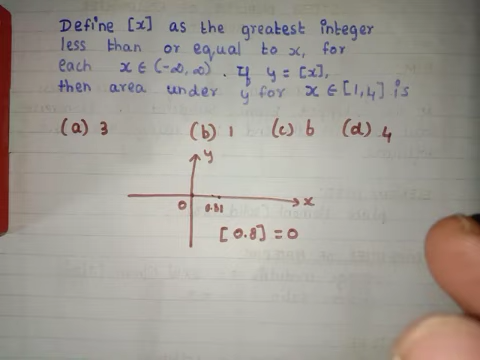 Define [x] as the greatest integer
less than or equal to x, for
each x ∈ (-∞, ∞). If y = [x],
then area under y for x ∈ [1,4] is
(a) 3 (b) 1 (c) 6 (d) 4
y
0 0.81 x
[0.8] = 0